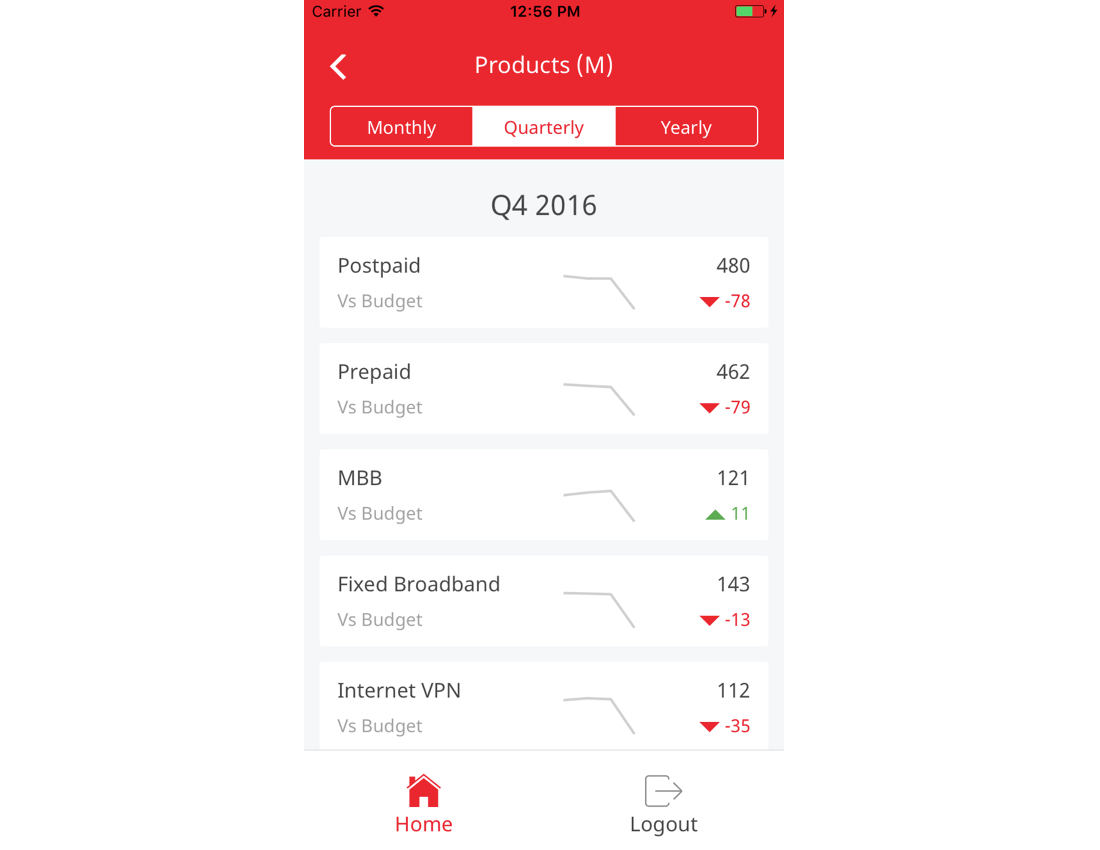 Carrier 12:56 PM
Products (M)
Monthly Quarterly Yearly
Q4 2016
Postpaid 480
Vs Budget -78
Prepaid 462
Vs Budget -79
MBB 121
Vs Budget 11
Fixed Broadband 143
Vs Budget -13
Internet VPN 112
Vs Budget -35
Home Logout